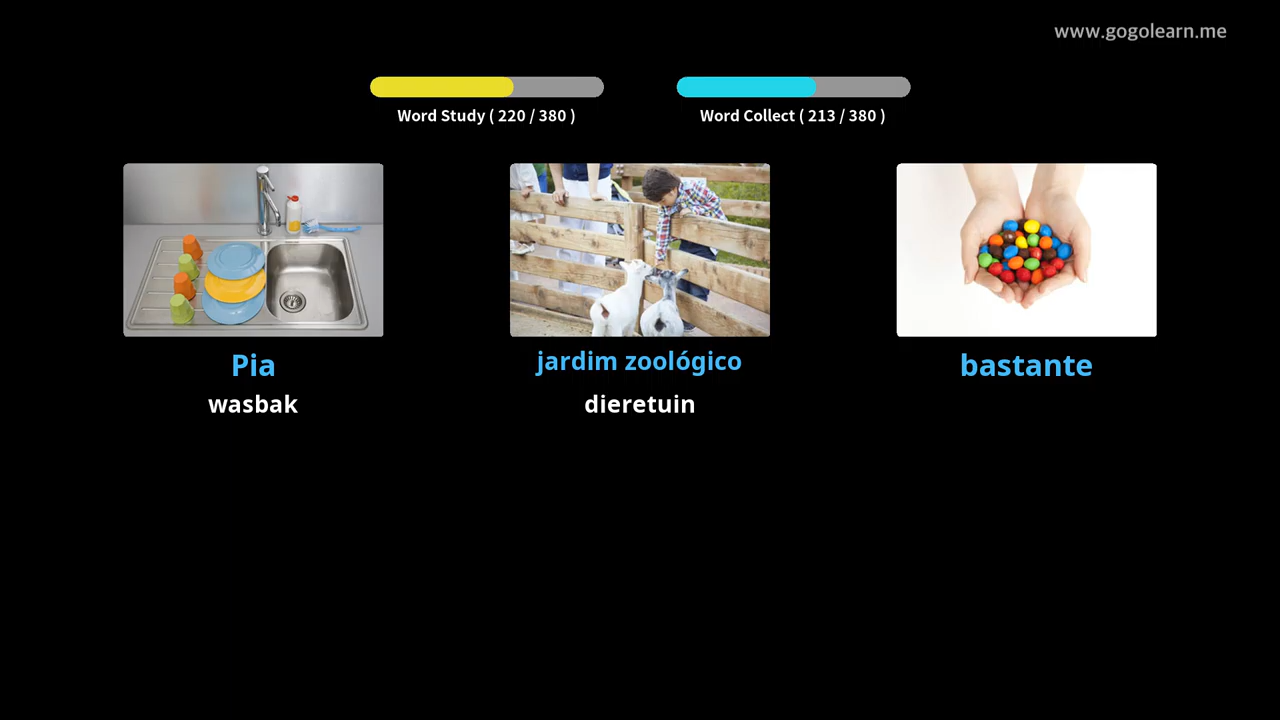 www.gogolearn.me
Word Study ( 220 / 380 )
Word Collect ( 213 / 380 )
Pia
wasbak
jardim zoológico
dieretuin
bastante